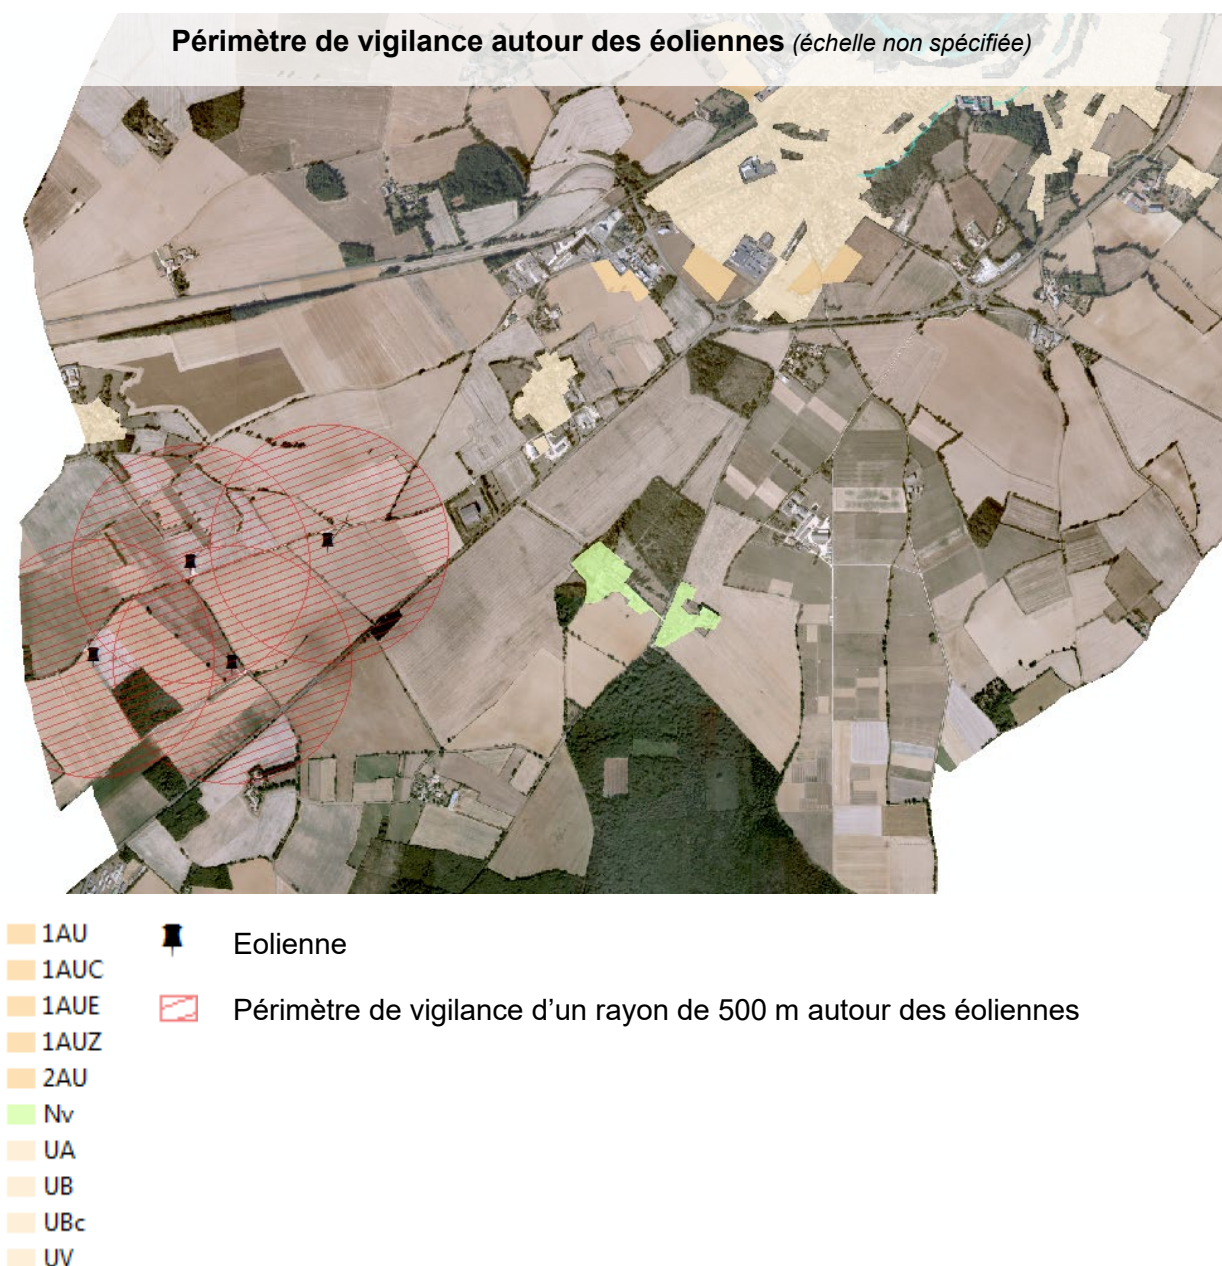 Périmètre de vigilance autour des éoliennes (échelle non spécifiée)
1AU
1AUC
1AUE
1AUZ
2AU
Nv
UA
UB
UBc
UV
Eolienne
Périmètre de vigilance d’un rayon de 500 m autour des éoliennes